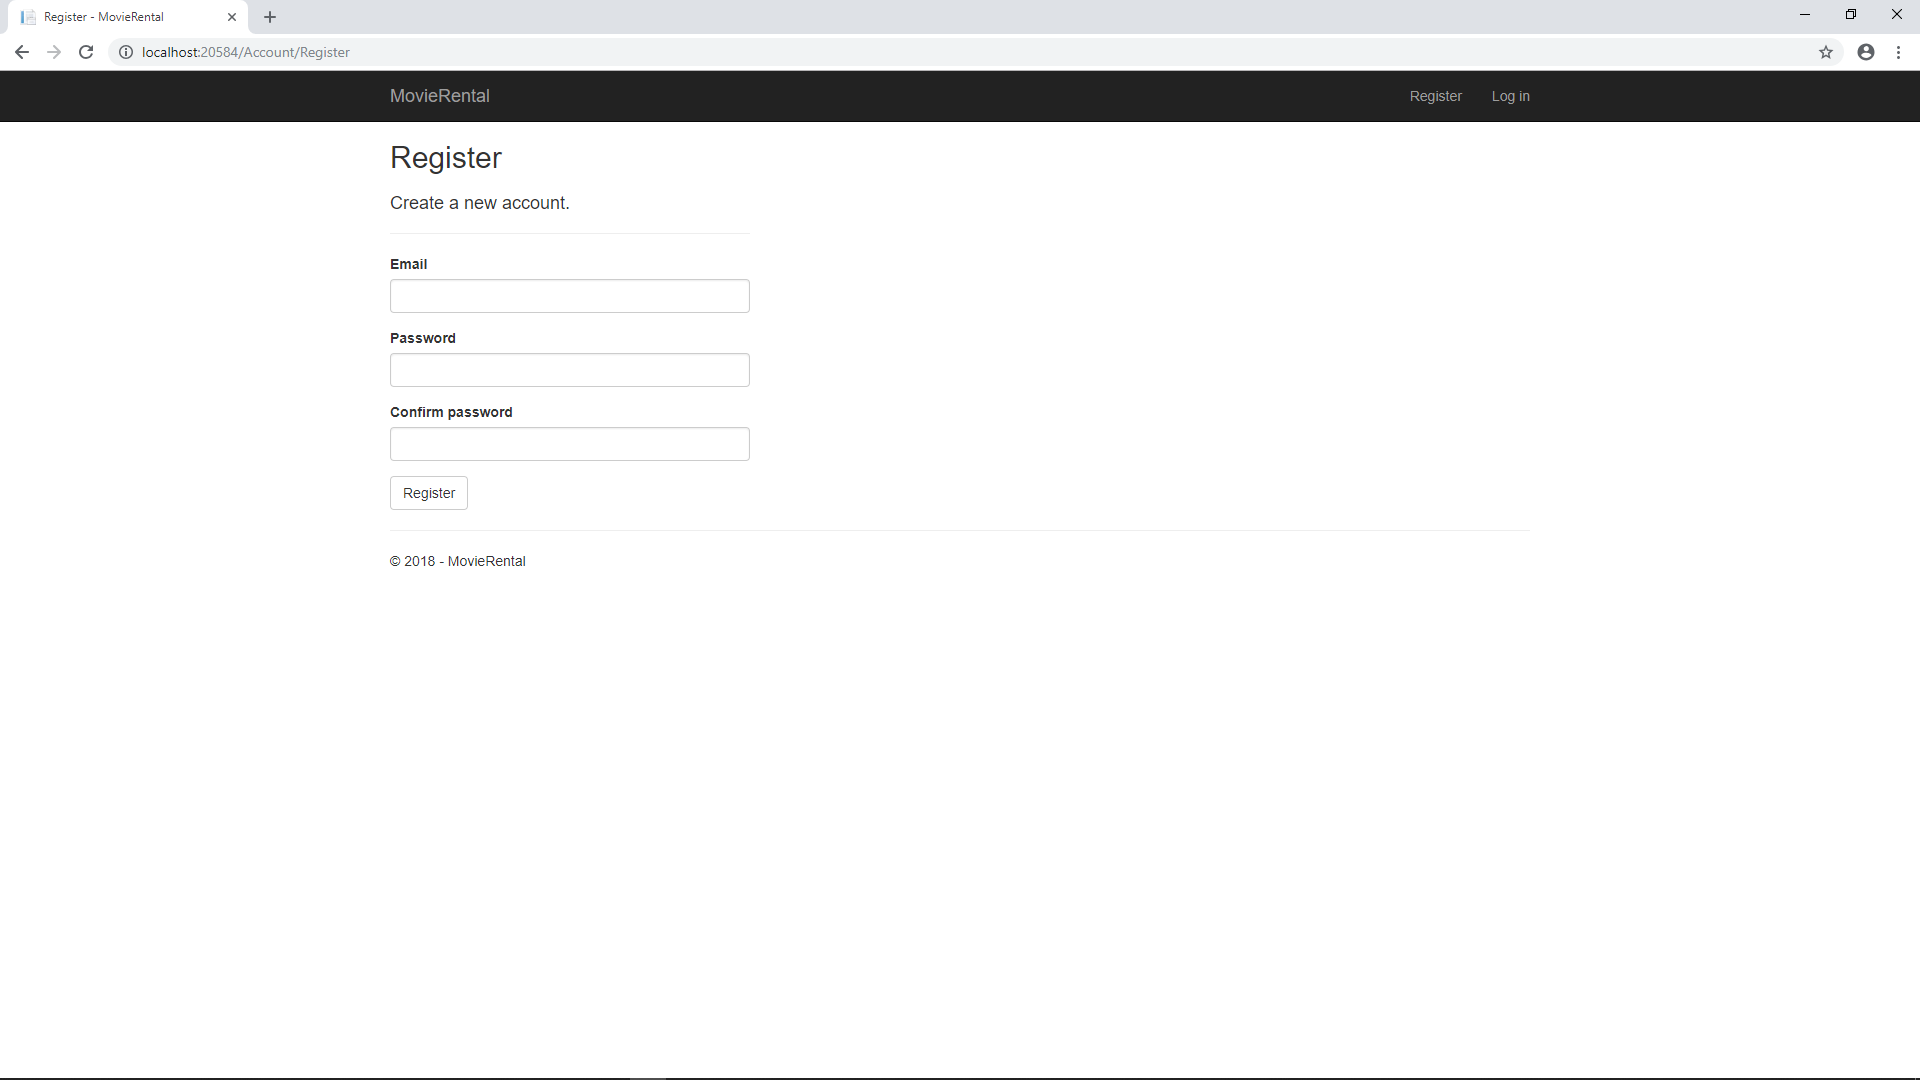 Register - MovieRental
localhost:20584/Account/Register
MovieRental
Register
Log in
Register
Create a new account.
Email
Password
Confirm password
Register
© 2018 - MovieRental